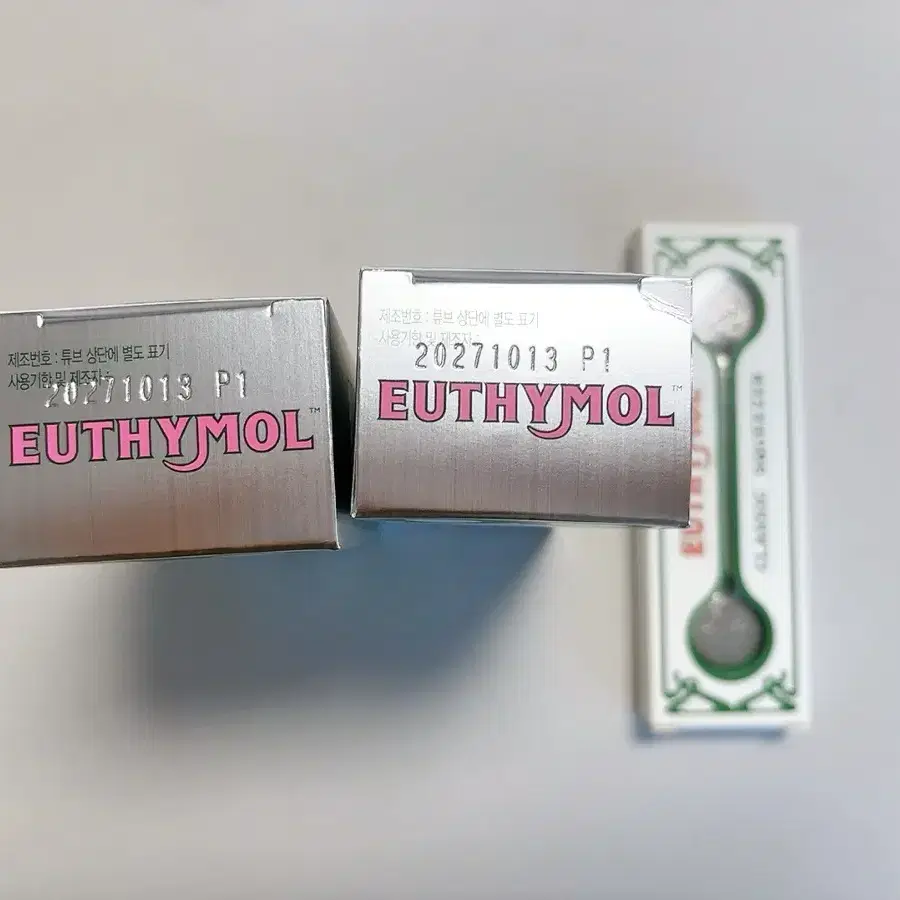 제조번호 : 튜브 상단에 별도 표기
사용기한 및 제조자 :
20271013 P1
EUTHYMOL™
제조번호 : 튜브 상단에 별도 표기
사용기한 및 제조자 :
20271013 P1
EUTHYMOL™
EUTHYMOL